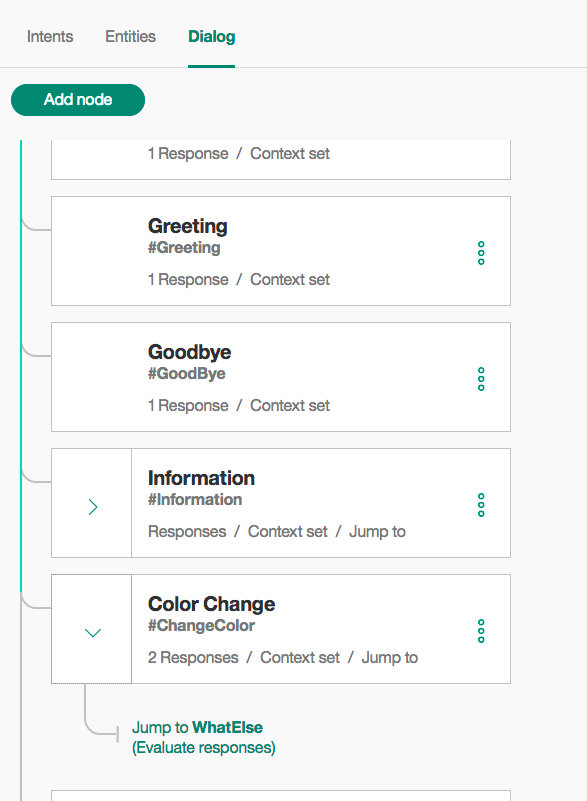 Intents Entities Dialog
Add node
1 Response / Context set
Greeting
#Greeting
1 Response / Context set
Goodbye
#GoodBye
1 Response / Context set
Information
#Information
Responses / Context set / Jump to
Color Change
#ChangeColor
2 Responses / Context set / Jump to
Jump to WhatElse
(Evaluate responses)